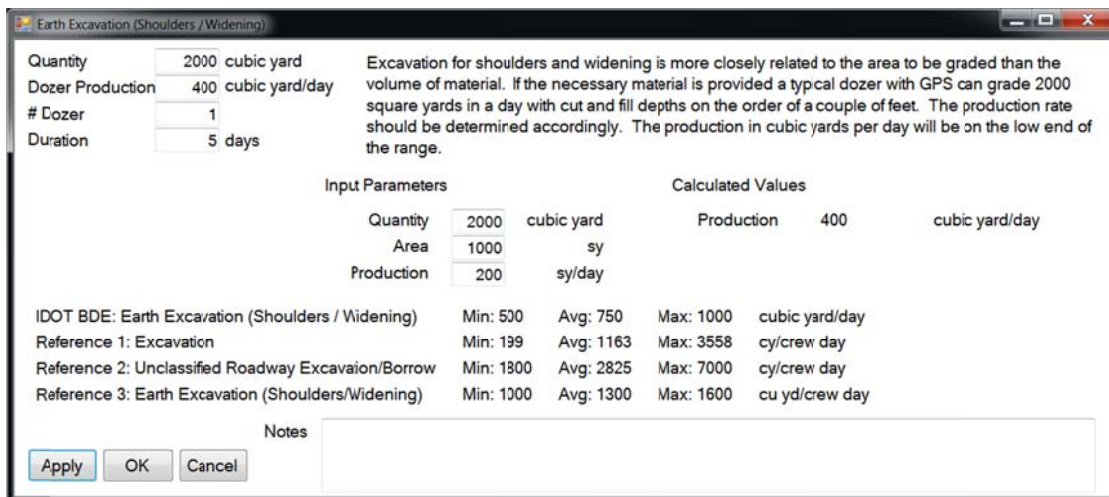 Earth Excavation (Shoulders / Widening)
Quantity 2000 cubic yard
Dozer Production 400 cubic yard/day
# Dozer 1
Duration 5 days
Excavation for shoulders and widening is more closely related to the area to be graded than the
volume of material. If the necessary material is provided a typical dozer with GPS can grade 2000
square yards in a day with cut and fill depths on the order of a couple of feet. The production rate
should be determined accordingly. The production in cubic yards per day will be on the low end of
the range.
Input Parameters Calculated Values
Quantity 2000 cubic yard Production 400 cubic yard/day
Area 1000 sy
Production 200 sy/day
IDOT BDE: Earth Excavation (Shoulders / Widening) Min: 500 Avg: 750 Max: 1000 cubic yard/day
Reference 1: Excavation Min: 199 Avg: 1163 Max: 3558 cy/crew day
Reference 2: Unclassified Roadway Excavaion/Borrow Min: 1800 Avg: 2825 Max: 7000 cy/crew day
Reference 3: Earth Excavation (Shoulders/Widening) Min: 1000 Avg: 1300 Max: 1600 cu yd/crew day
Notes
Apply OK Cancel